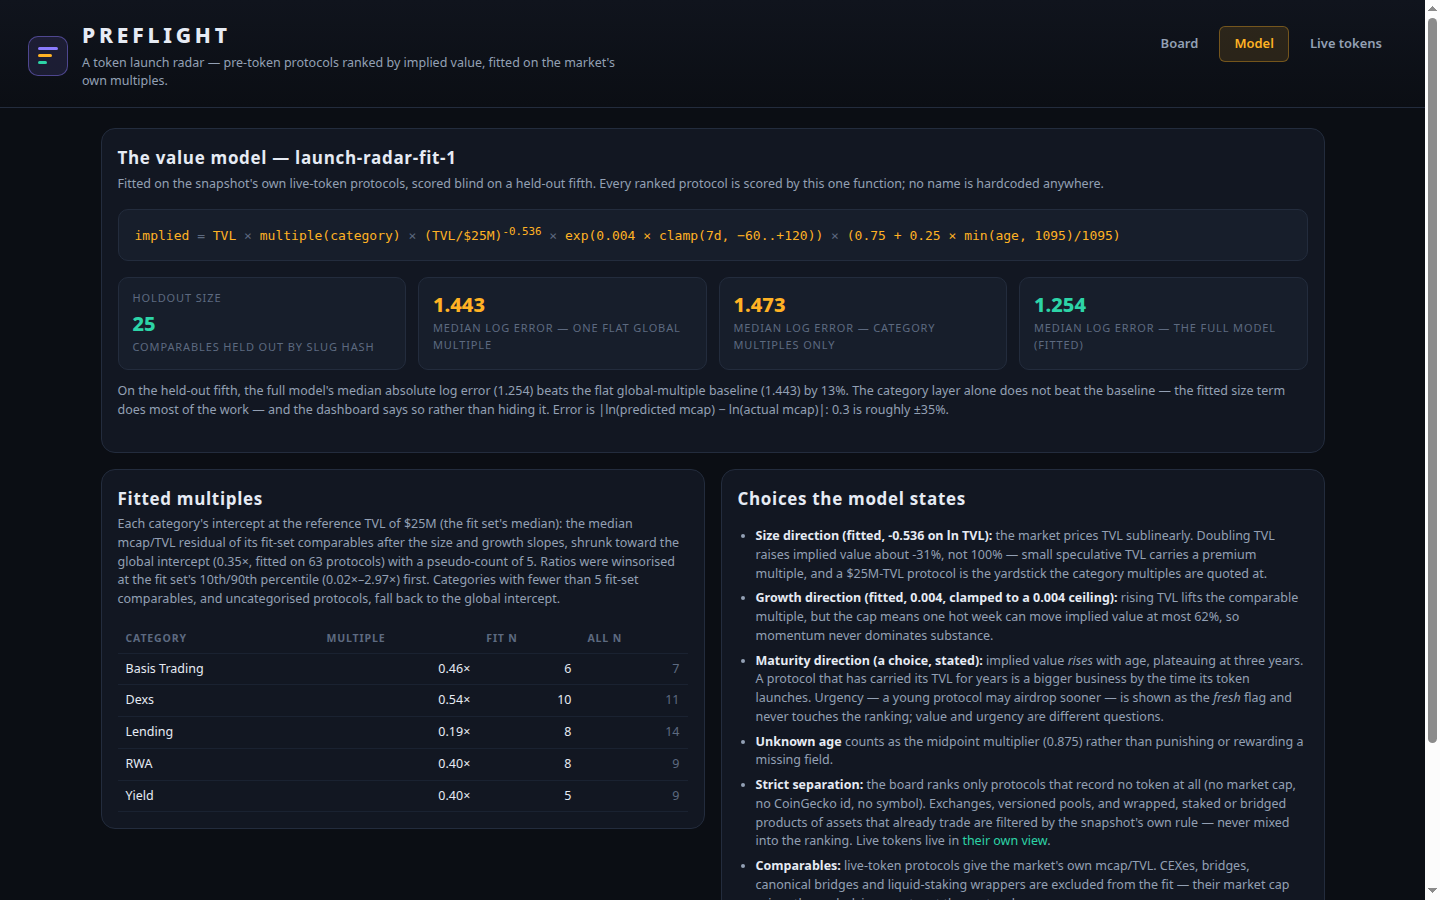 PREFLIGHT
A token launch radar — pre-token protocols ranked by implied value, fitted on the market's
own multiples.
Board
Model
Live tokens
The value model — launch-radar-fit-1
Fitted on the snapshot's own live-token protocols, scored blind on a held-out fifth. Every ranked protocol is scored by this one function; no name is hardcoded anywhere.
implied = TVL × multiple(category) × (TVL/$25M)-0.536 × exp(0.004 × clamp(7d, −60..+120)) × (0.75 + 0.25 × min(age, 1095)/1095)
HOLDOUT SIZE
25
COMPARABLES HELD OUT BY SLUG HASH
1.443
MEDIAN LOG ERROR — ONE FLAT GLOBAL
MULTIPLE
1.473
MEDIAN LOG ERROR — CATEGORY
MULTIPLES ONLY
1.254
MEDIAN LOG ERROR — THE FULL MODEL
(FITTED)
On the held-out fifth, the full model's median absolute log error (1.254) beats the flat global-multiple baseline (1.443) by 13%. The category layer alone does not beat the baseline — the fitted size term
does most of the work — and the dashboard says so rather than hiding it. Error is |ln(predicted mcap) − ln(actual mcap)|: 0.3 is roughly ±35%.
Fitted multiples
Each category's intercept at the reference TVL of $25M (the fit set's median): the median
mcap/TVL residual of its fit-set comparables after the size and growth slopes, shrunk toward the
global intercept (0.35×, fitted on 63 protocols) with a pseudo-count of 5. Ratios were winsorised
at the fit set's 10th/90th percentile (0.02×–2.97×) first. Categories with fewer than 5 fit-set
comparables, and uncategorised protocols, fall back to the global intercept.
CATEGORY MULTIPLE FIT N ALL N
Basis Trading 0.46× 6 7
Dexs 0.54× 10 11
Lending 0.19× 8 14
RWA 0.40× 8 9
Yield 0.40× 5 9
Choices the model states
• Size direction (fitted, -0.536 on ln TVL): the market prices TVL sublinearly. Doubling TVL
raises implied value about -31%, not 100% — small speculative TVL carries a premium
multiple, and a $25M-TVL protocol is the yardstick the category multiples are quoted at.
• Growth direction (fitted, 0.004, clamped to a 0.004 ceiling): rising TVL lifts the comparable
multiple, but the cap means one hot week can move implied value at most 62%, so
momentum never dominates substance.
• Maturity direction (a choice, stated): implied value rises with age, plateauing at three years.
A protocol that has carried its TVL for years is a bigger business by the time its token
launches. Urgency — a young protocol may airdrop sooner — is shown as the fresh flag and
never touches the ranking; value and urgency are different questions.
• Unknown age counts as the midpoint multiplier (0.875) rather than punishing or rewarding a
missing field.
• Strict separation: the board ranks only protocols that record no token at all (no market cap,
no CoinGecko id, no symbol). Exchanges, versioned pools, and wrapped, staked or bridged
products of assets that already trade are filtered by the snapshot's own rule — never mixed
into the ranking. Live tokens live in their own view.
• Comparables: live-token protocols give the market's own mcap/TVL. CEXes, bridges,
canonical bridges and liquid-staking wrappers are excluded from the fit — their market cap